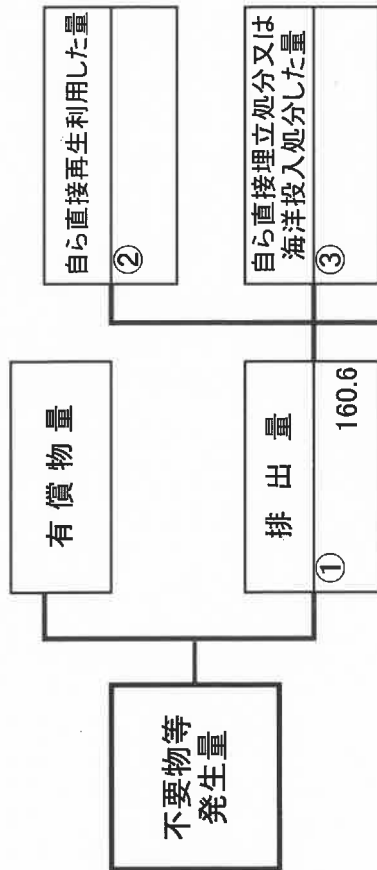 不要物等
発生量
有償物量
排出量
①
160.6
自ら直接再生利用した量
②
自ら直接埋立処分又は
海洋投入処分した量
③